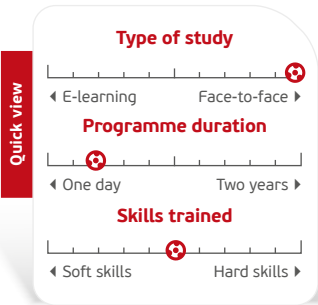 Quick view
Type of study
E-learning Face-to-face
Programme duration
One day Two years
Skills trained
Soft skills Hard skills